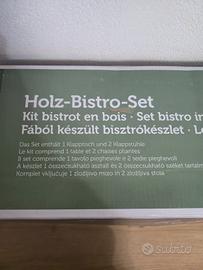 Holz-Bistro-Set
Kit bistrot en bois · Set bistro in
Fából készült bisztrókészlet · Le
Das Set enthält 1 Klapptisch und 2 Klappstühle
Le kit comprend 1 table et 2 chaises pliantes
Il set comprende 1 tavolo pieghevole e 2 sedie pieghevoli
A készlet 1 összecsukható asztalt és 2 összecsukható széket tartalm
Komplet vključuje 1 zložljivo mizo in 2 zložljiva stola
Subito